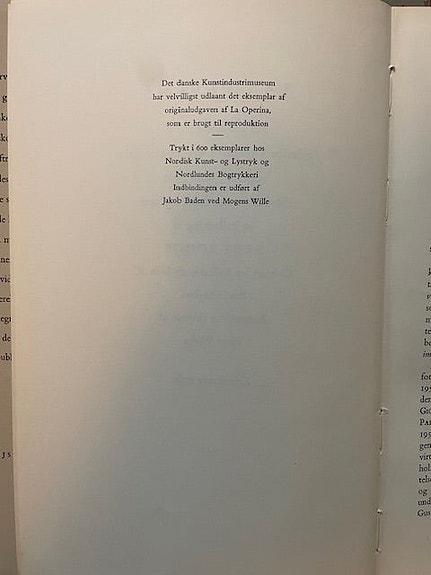 Det danske Kunstindustrimuseum
har velvilligst udlaant det eksemplar af
originaludgaven af La Operina,
som er brugt til reproduktion
Trykt i 600 eksemplarer hos
Nordisk Kunst- og Lystryk og
Nordlundes Bogtrykkeri
Indbindingen er udført af
Jakob Baden ved Mogens Wille